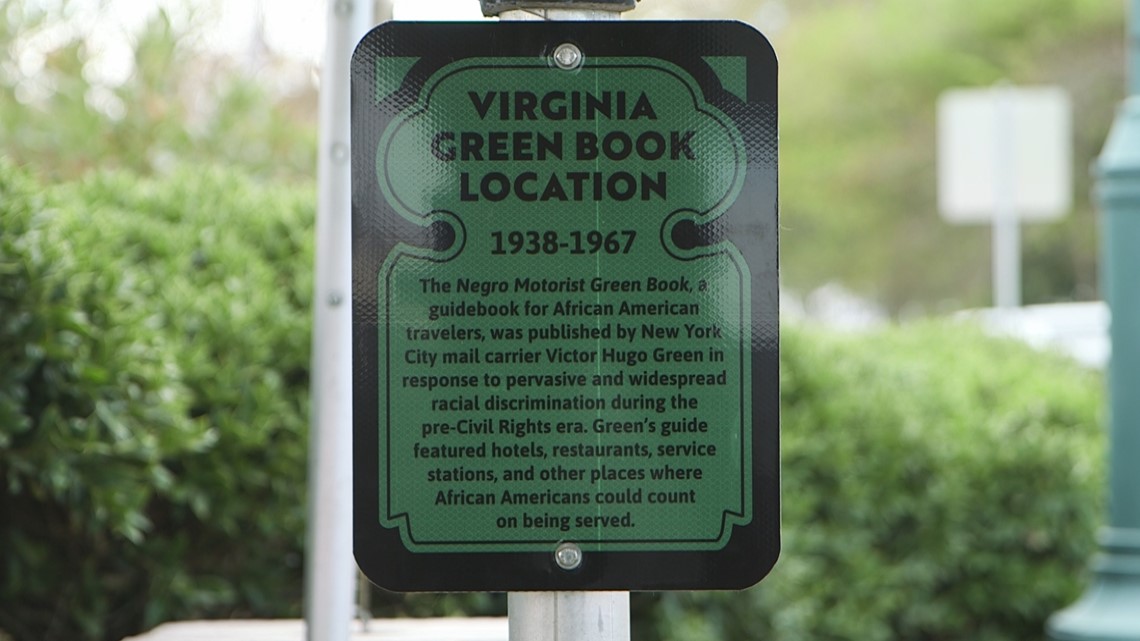 VIRGINIA
GREEN BOOK
LOCATION
1938-1967
The Negro Motorist Green Book, a
guidebook for African American
travelers, was published by New York
City mail carrier Victor Hugo Green in
response to pervasive and widespread
racial discrimination during the
pre-Civil Rights era. Green’s guide
featured hotels, restaurants, service
stations, and other places where
African Americans could count
on being served.